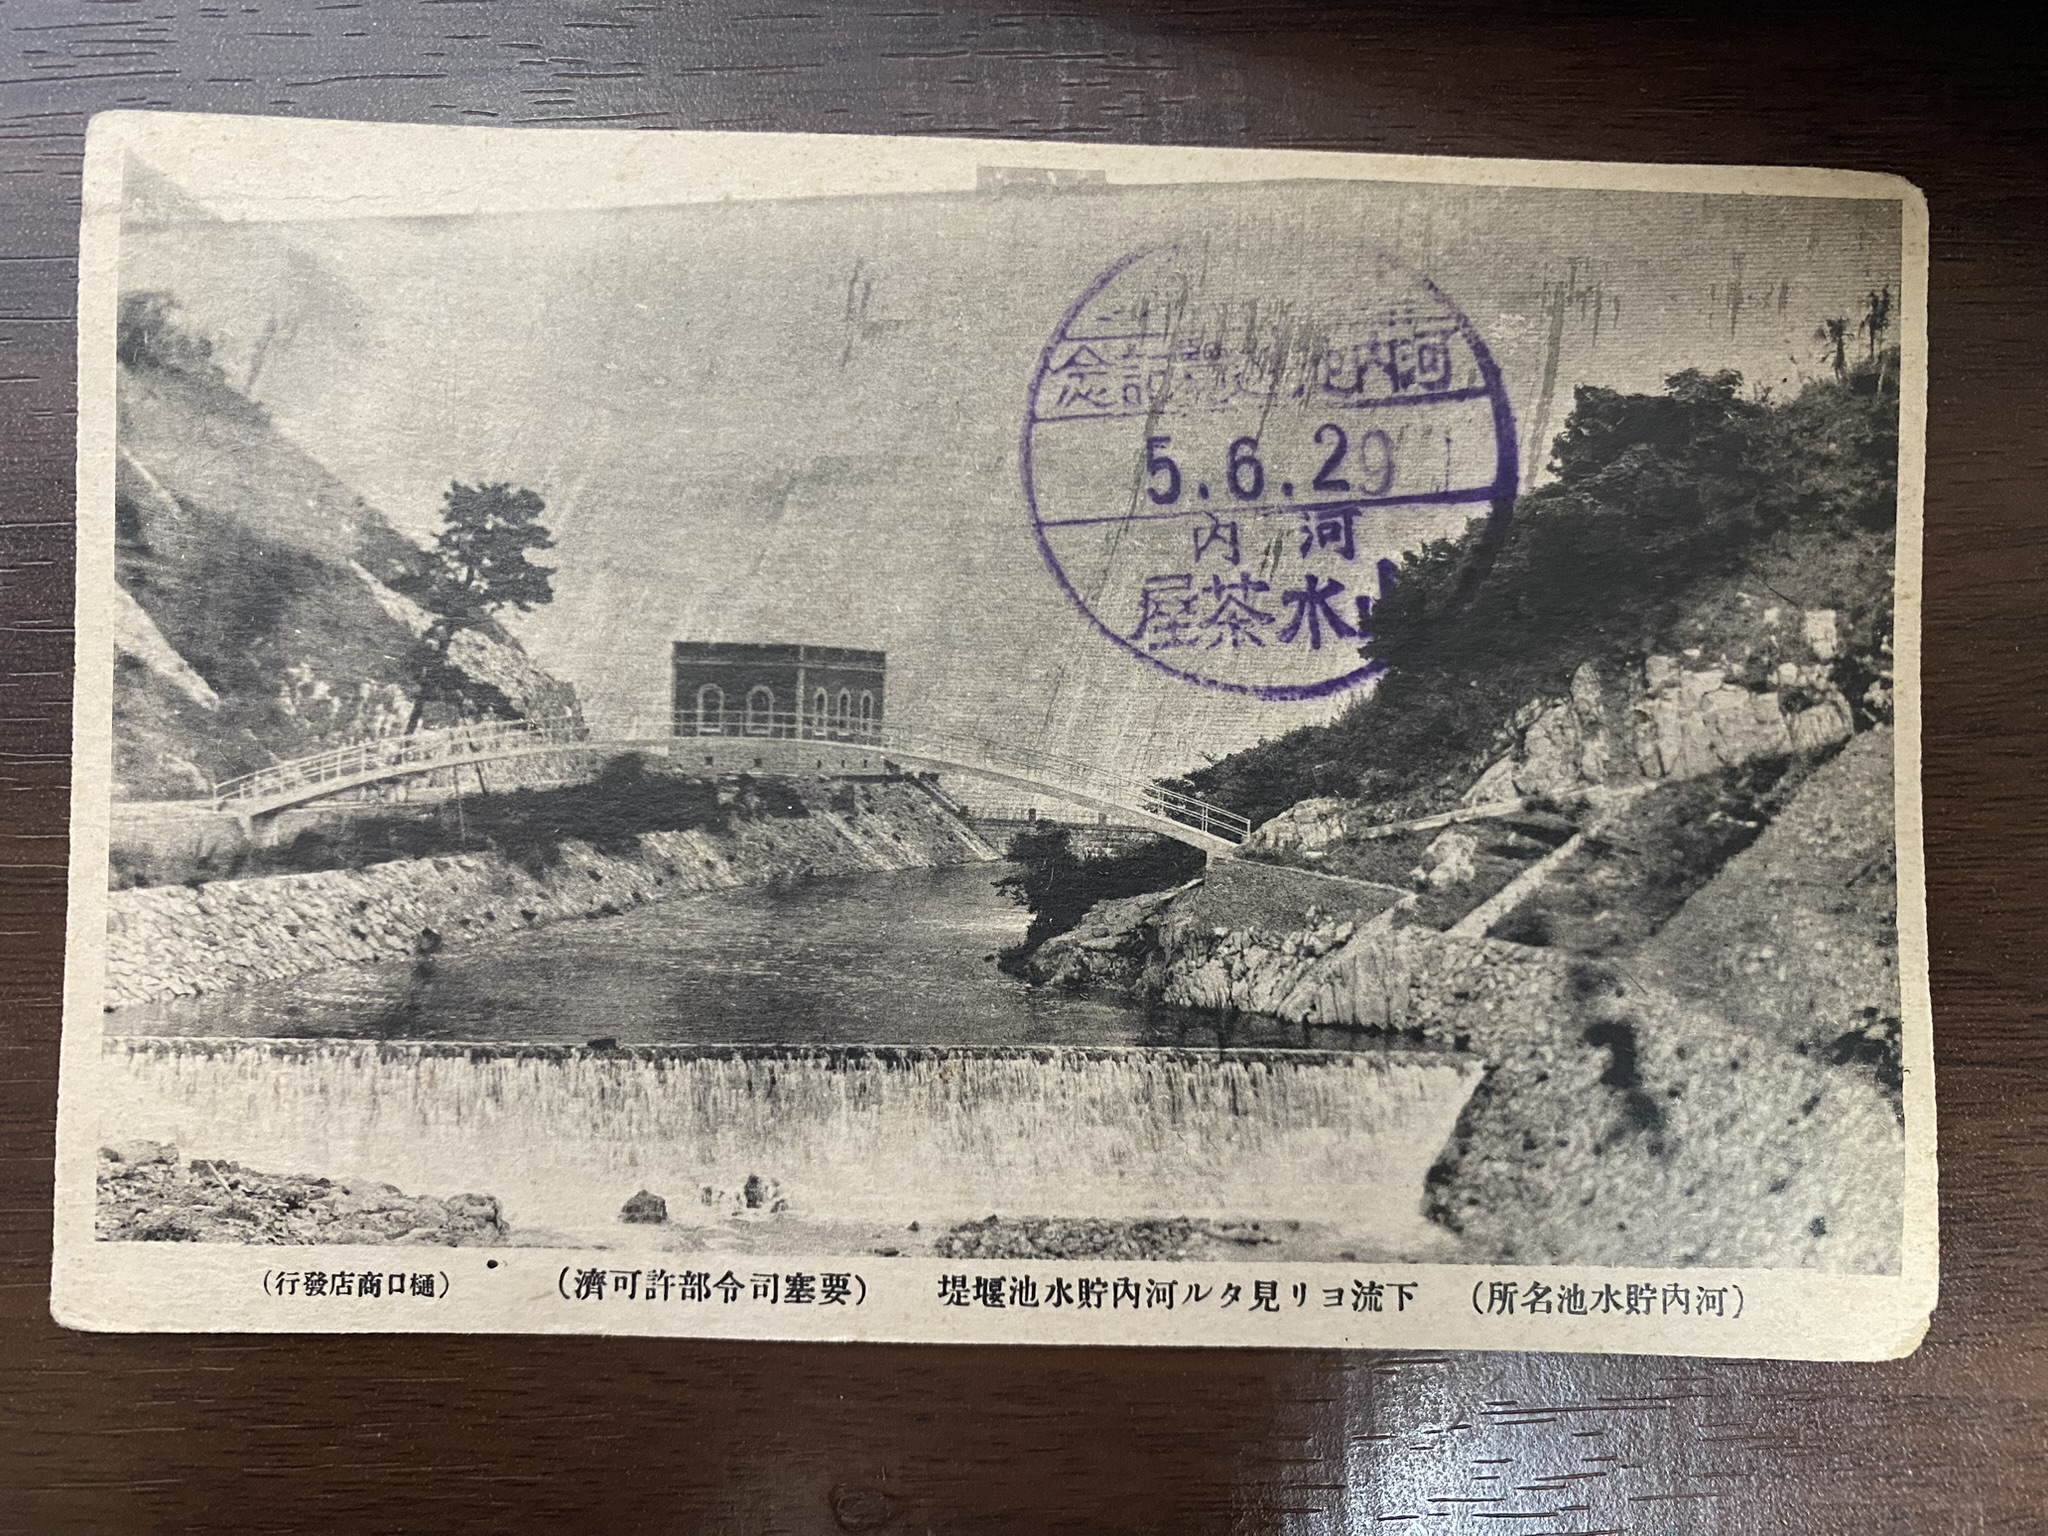 河内 記念
5.6.29
河内
山水茶屋
(河内貯水池名所) 下流ヨリ見タル河内貯水池堰堤 (要塞司令部許可濟) (樋口商店發行)